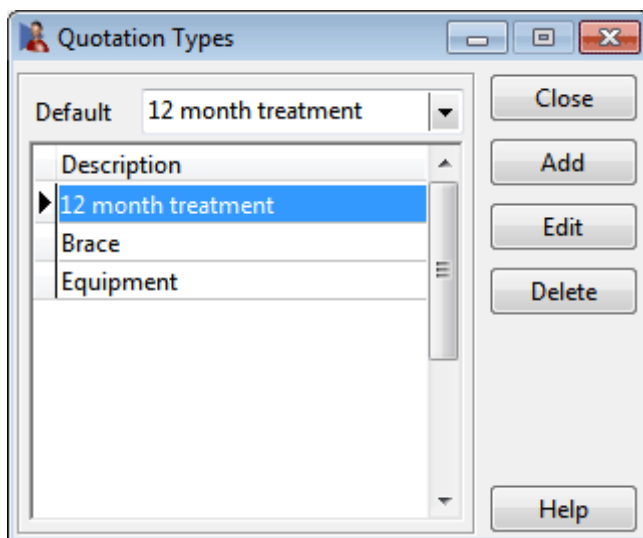 Quotation Types
Default 12 month treatment
Description
12 month treatment
Brace
Equipment
Close
Add
Edit
Delete
Help